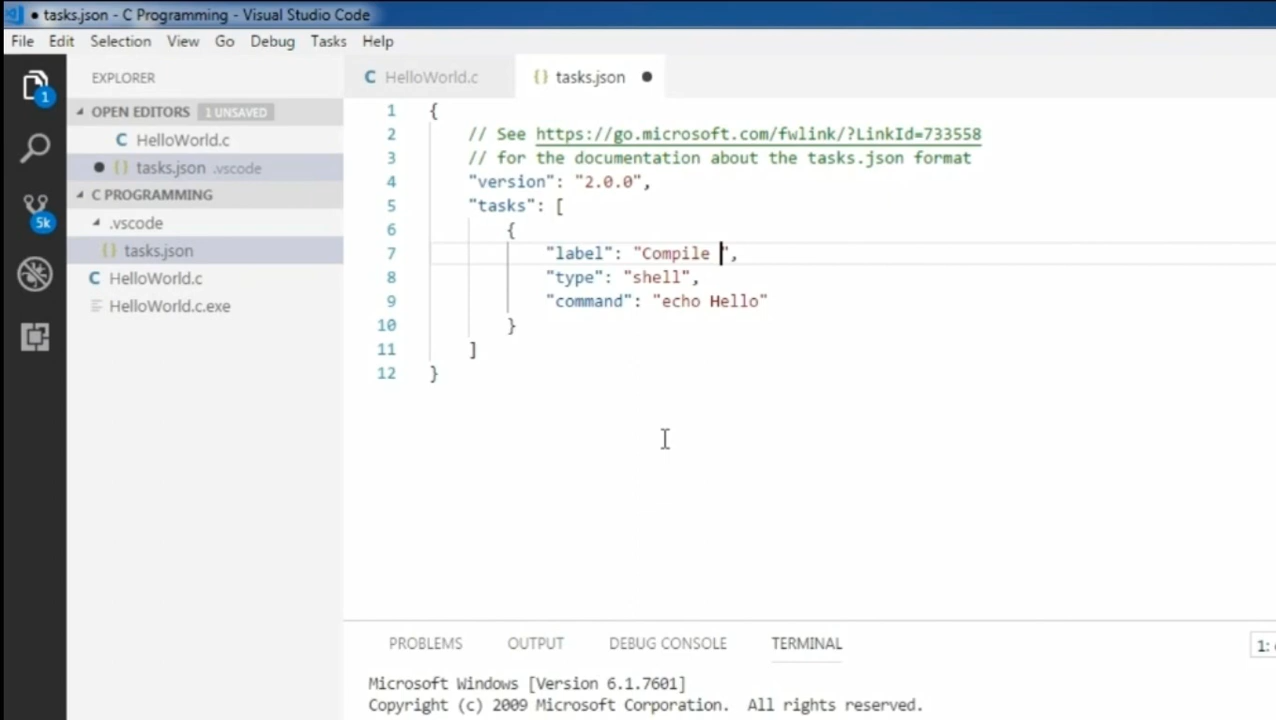 tasks.json - C Programming - Visual Studio Code
File Edit Selection View Go Debug Tasks Help
EXPLORER
OPEN EDITORS 1 UNSAVED
HelloWorld.c
tasks.json .vscode
C PROGRAMMING
.vscode
tasks.json
HelloWorld.c
HelloWorld.c.exe
1
5k
C HelloWorld.c {} tasks.json
1 {
2 // See https://go.microsoft.com/fwlink/?LinkId=733558
3 // for the documentation about the tasks.json format
4 "version": "2.0.0",
5 "tasks": [
6 {
7 "label": "Compile ",
8 "type": "shell",
9 "command": "echo Hello"
10 }
11 ]
12 }
PROBLEMS OUTPUT DEBUG CONSOLE TERMINAL 1:
Microsoft Windows [Version 6.1.7601]
Copyright (c) 2009 Microsoft Corporation. All rights reserved.